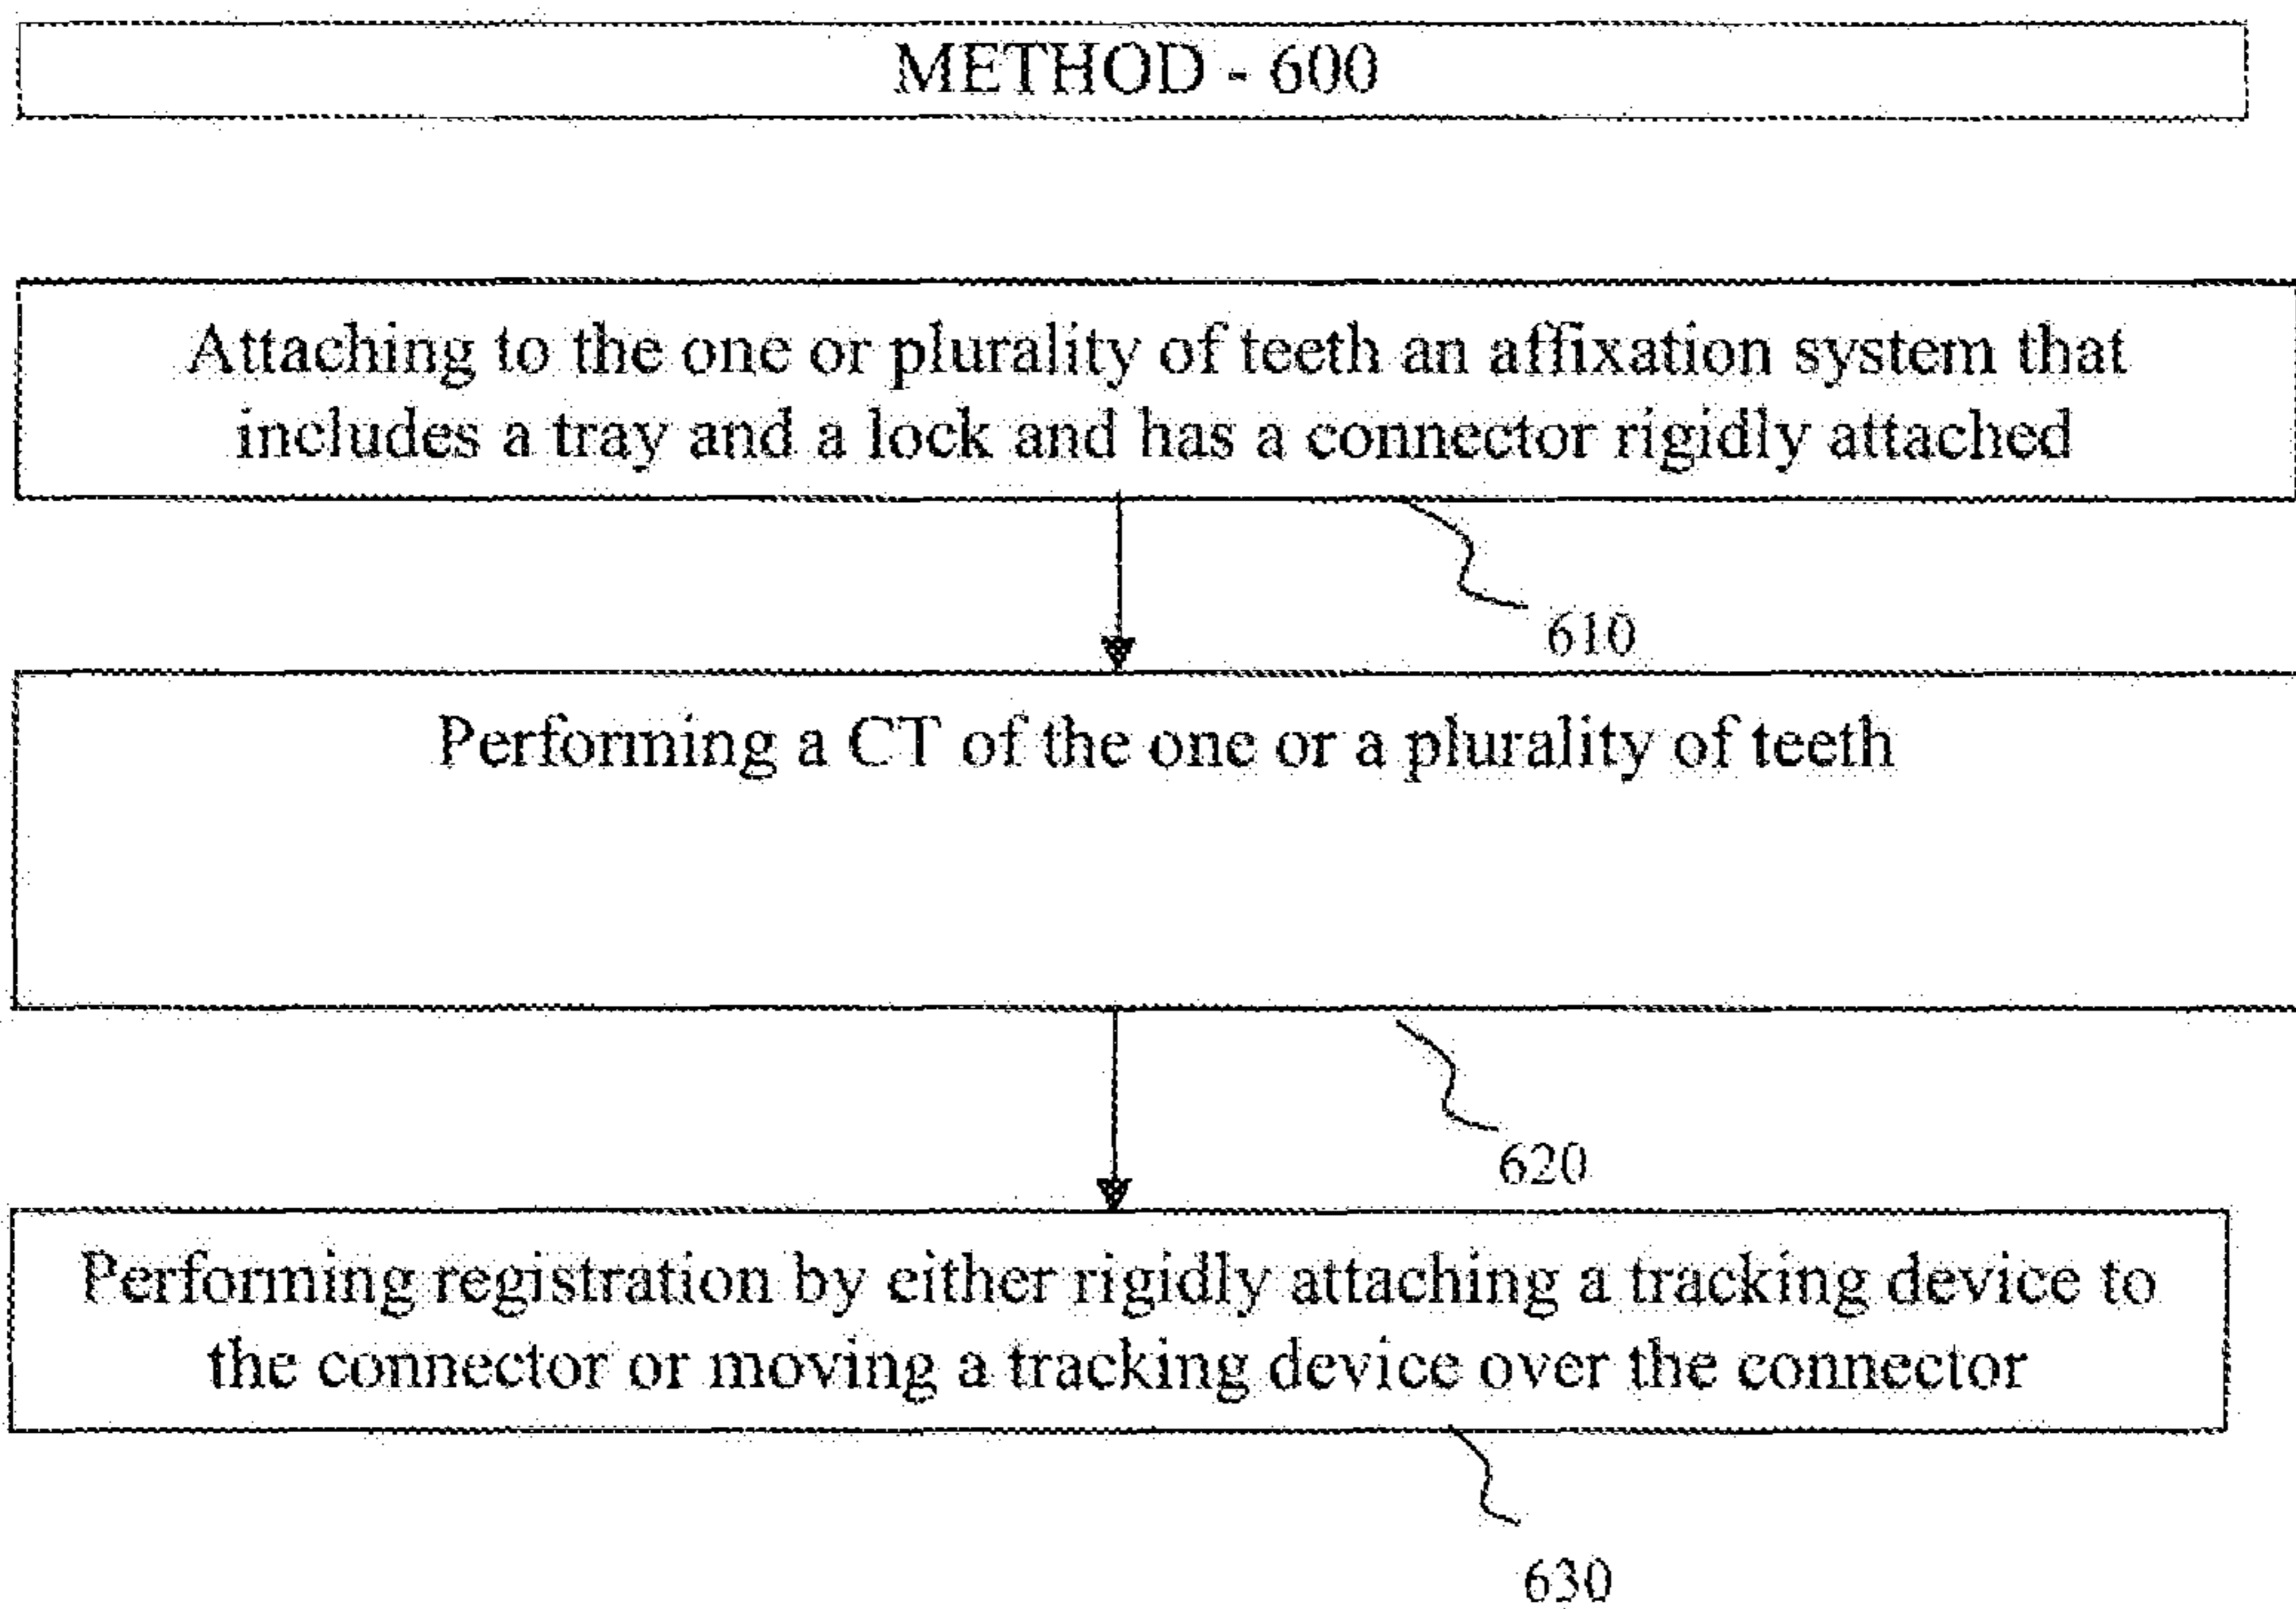 METHOD - 600
Attaching to the one or plurality of teeth an affixation system that
includes a tray and a lock and has a connector rigidly attached
610
Performing a CT of the one or a plurality of teeth
620
Performing registration by either rigidly attaching a tracking device to
the connector or moving a tracking device over the connector
630